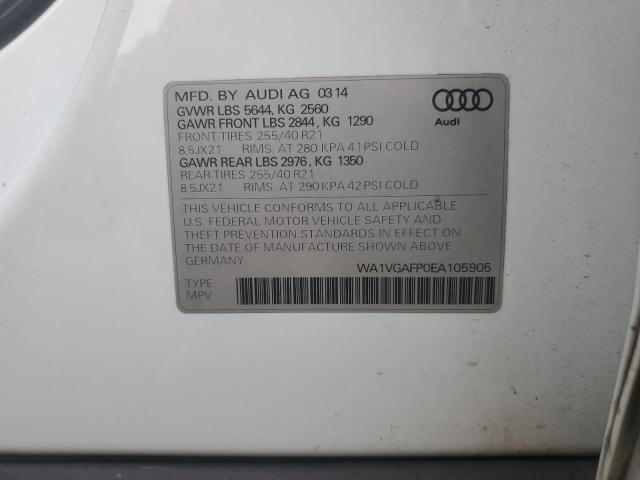 MFD. BY AUDI AG 03 14
GVWR LBS 5644, KG 2560
GAWR FRONT LBS 2844, KG 1290
FRONT-TIRES 255/40 R21
8,5JX21 RIMS, AT 280 KPA 41 PSI COLD
GAWR REAR LBS 2976, KG 1350
REAR-TIRES 255/40 R21
8,5JX21 RIMS, AT 290 KPA 42 PSI COLD
Audi
THIS VEHICLE CONFORMS TO ALL APPLICABLE
U.S. FEDERAL MOTOR VEHICLE SAFETY AND
THEFT PREVENTION STANDARDS IN EFFECT
ON THE DATE OF MANUFACTURE SHOWN ABOVE.
GERMANY
WA1VGAFP0EA105905
TYPE:
MPV